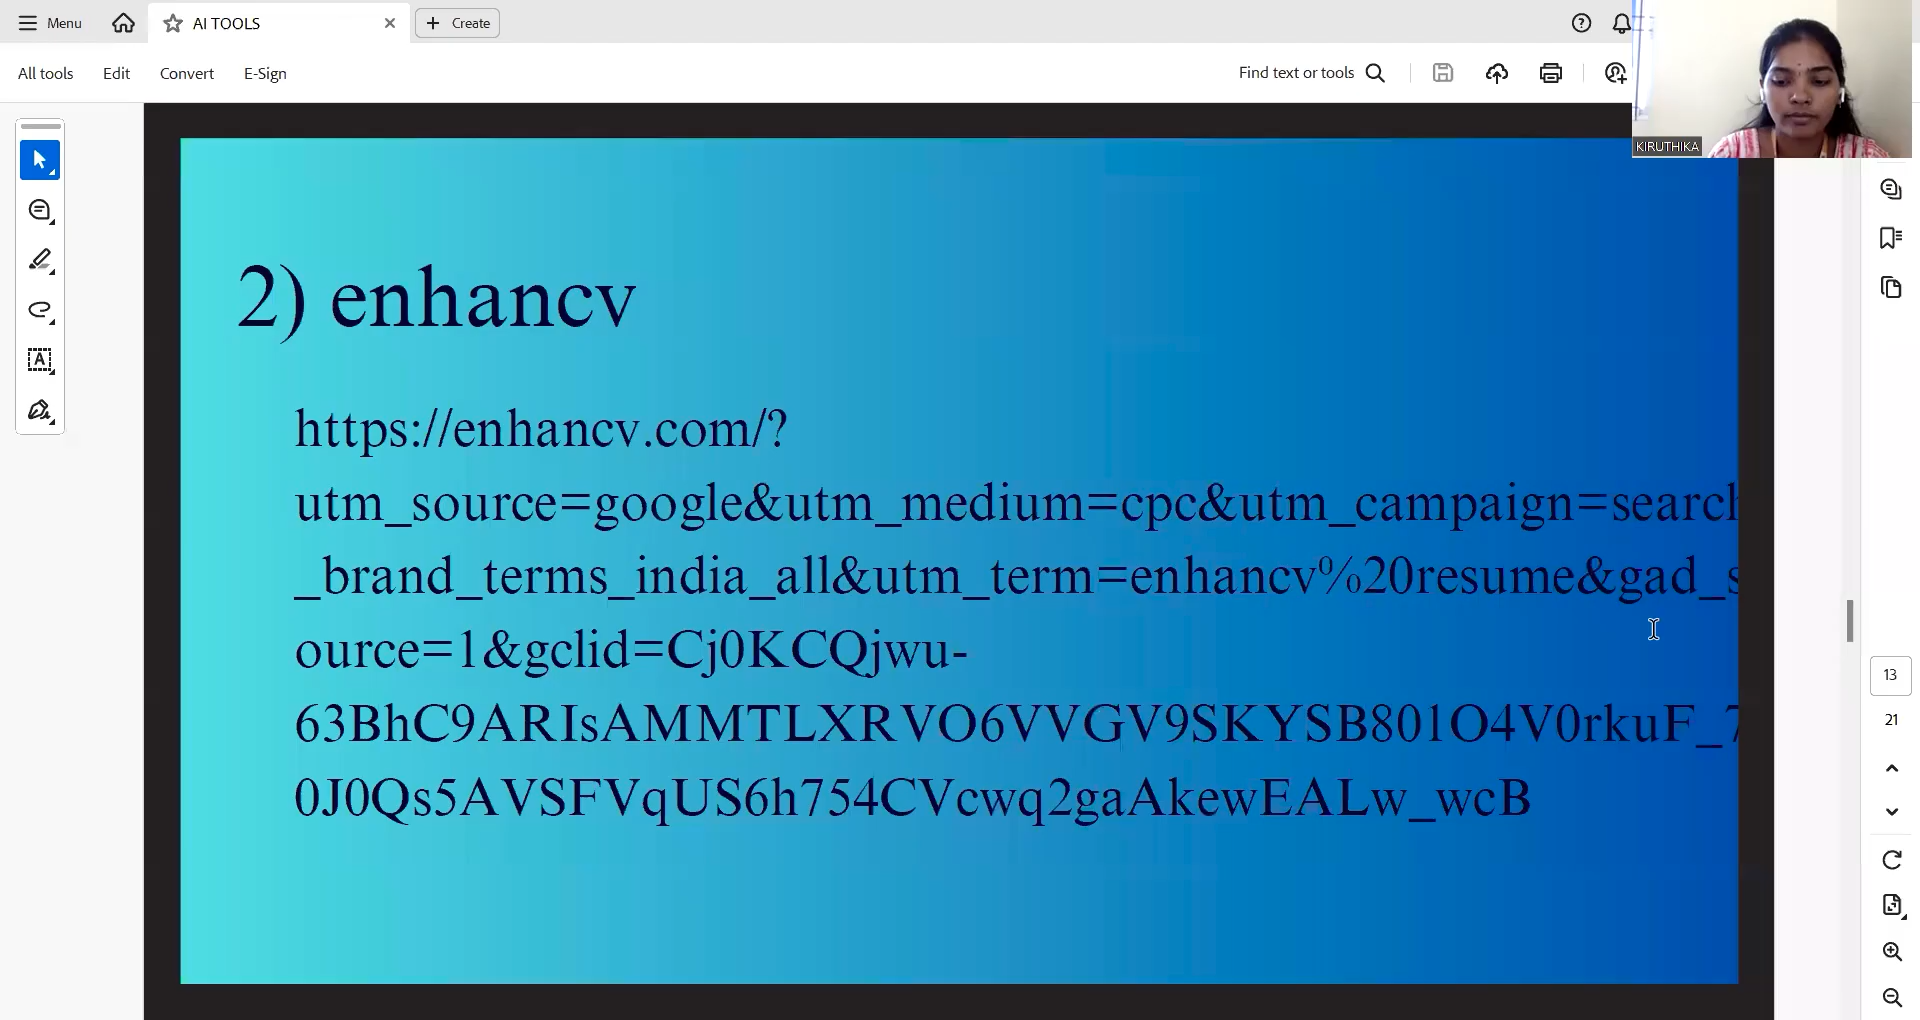 Menu
AI TOOLS
Create
All tools
Edit
Convert
E-Sign
Find text or tools
KIRUTHIKA
2) enhancv
https://enhancv.com/?
utm_source=google&utm_medium=cpc&utm_campaign=search
_brand_terms_india_all&utm_term=enhancv%20resume&gad_s
ource=1&gclid=Cj0KCQjwu-
63BhC9ARIsAMMTLXRVO6VVGV9SKYSB801O4V0rkuF_7
0J0Qs5AVSFVqUS6h754CVcwq2gaAkewEALw_wcB
13
21